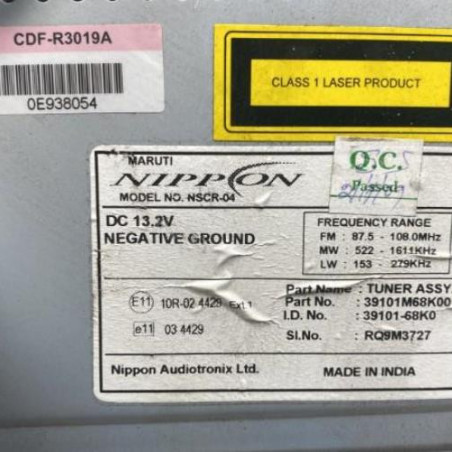 CDF-R3019A
0E938054
CLASS 1 LASER PRODUCT
Q.C.
Passed
MARUTI
NIPPON
MODEL NO. NSCR-04
DC 13.2V
NEGATIVE GROUND
FREQUENCY RANGE
FM : 87.5 - 108.0MHz
MW : 522 - 1611KHz
LW : 153 - 279KHz
E11 10R-02 4429 Ext.1
e11 03 4429
Part Name : TUNER ASSY
Part No. : 39101M68K00
I.D. No. : 39101-68K0
Sl.No. : RQ9M3727
Nippon Audiotronix Ltd.
MADE IN INDIA